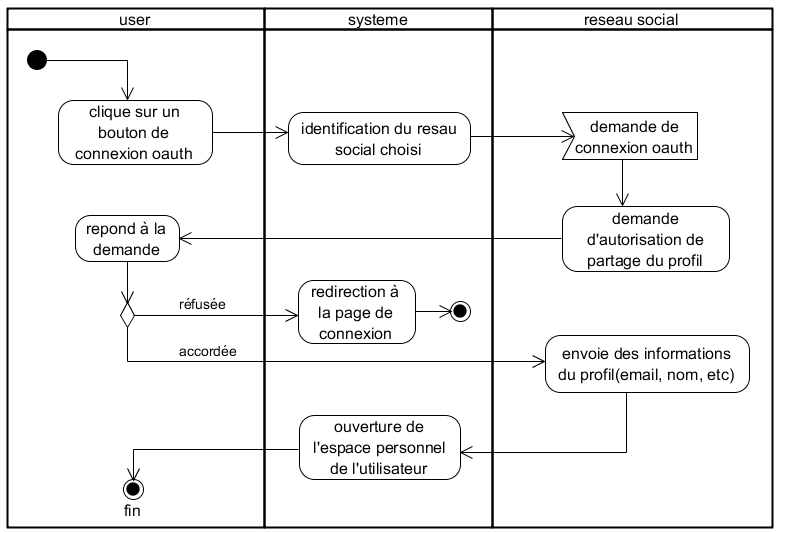 user
systeme
reseau social
clique sur un
bouton de
connexion oauth
identification du resau
social choisi
demande de
connexion oauth
repond à la
demande
demande
d'autorisation de
partage du profil
réfusée
redirection à
la page de
connexion
accordée
envoie des informations
du profil(email, nom, etc)
ouverture de
l'espace personnel
de l'utilisateur
fin